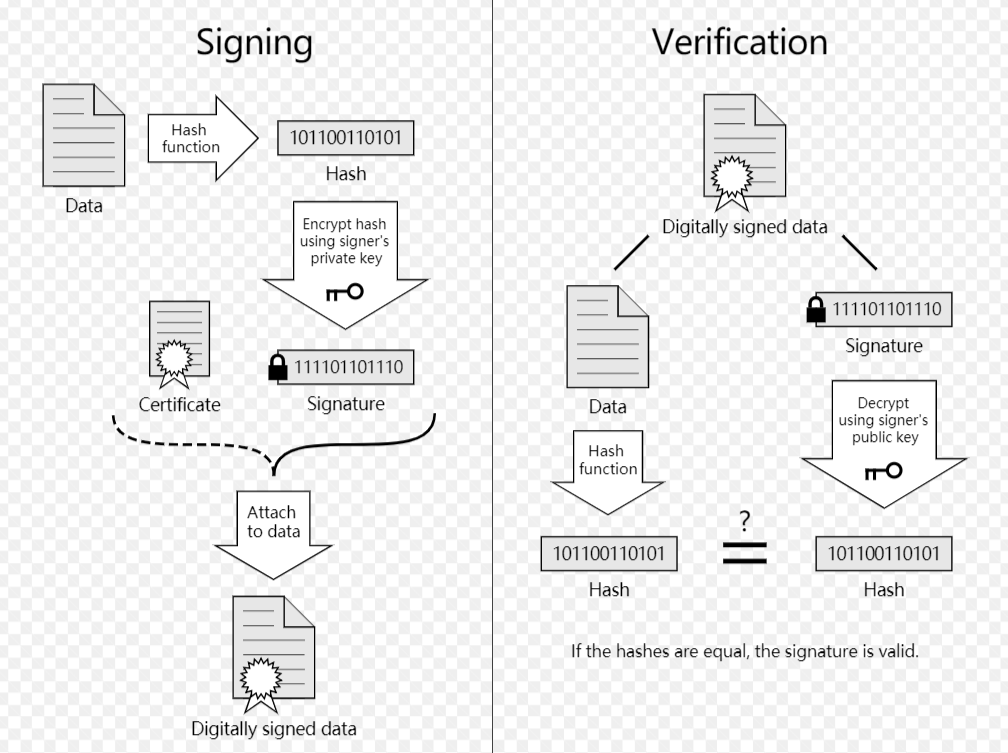 Signing
Data
Hash
function
101100110101
Hash
Encrypt hash
using signer's
private key
Certificate
111101101110
Signature
Attach
to data
Digitally signed data
Verification
Digitally signed data
Data
Hash
function
101100110101
Hash
111101101110
Signature
Decrypt
using signer's
public key
?
101100110101
Hash
If the hashes are equal, the signature is valid.